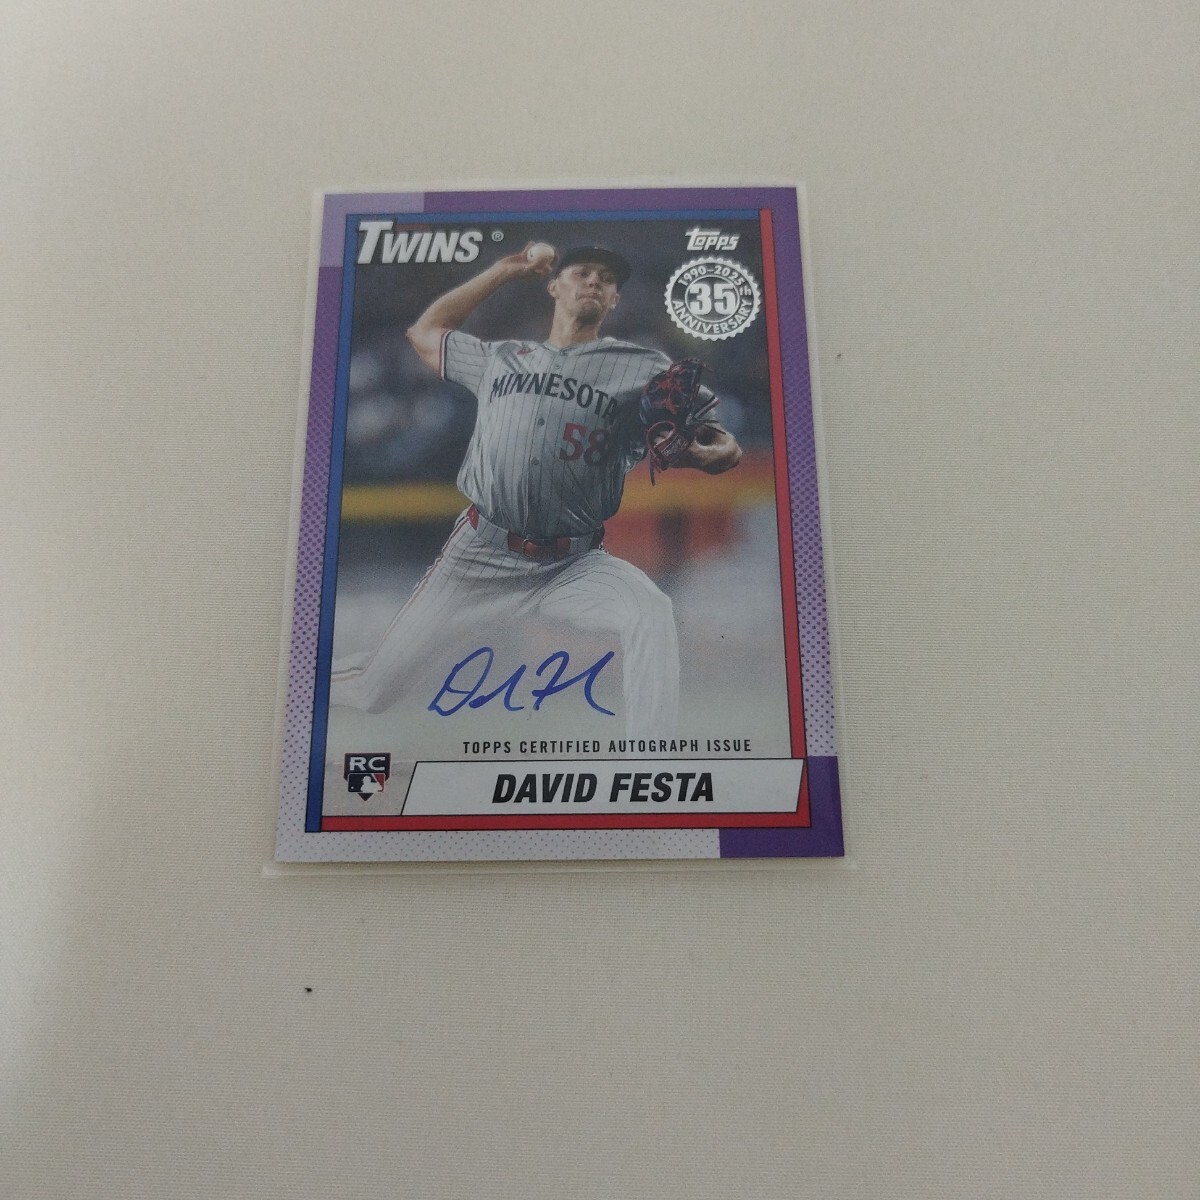 TWINS ®
Topps
1990-2025
35th
ANNIVERSARY
MINNESOTA
58
TOPPS CERTIFIED AUTOGRAPH ISSUE
RC
DAVID FESTA